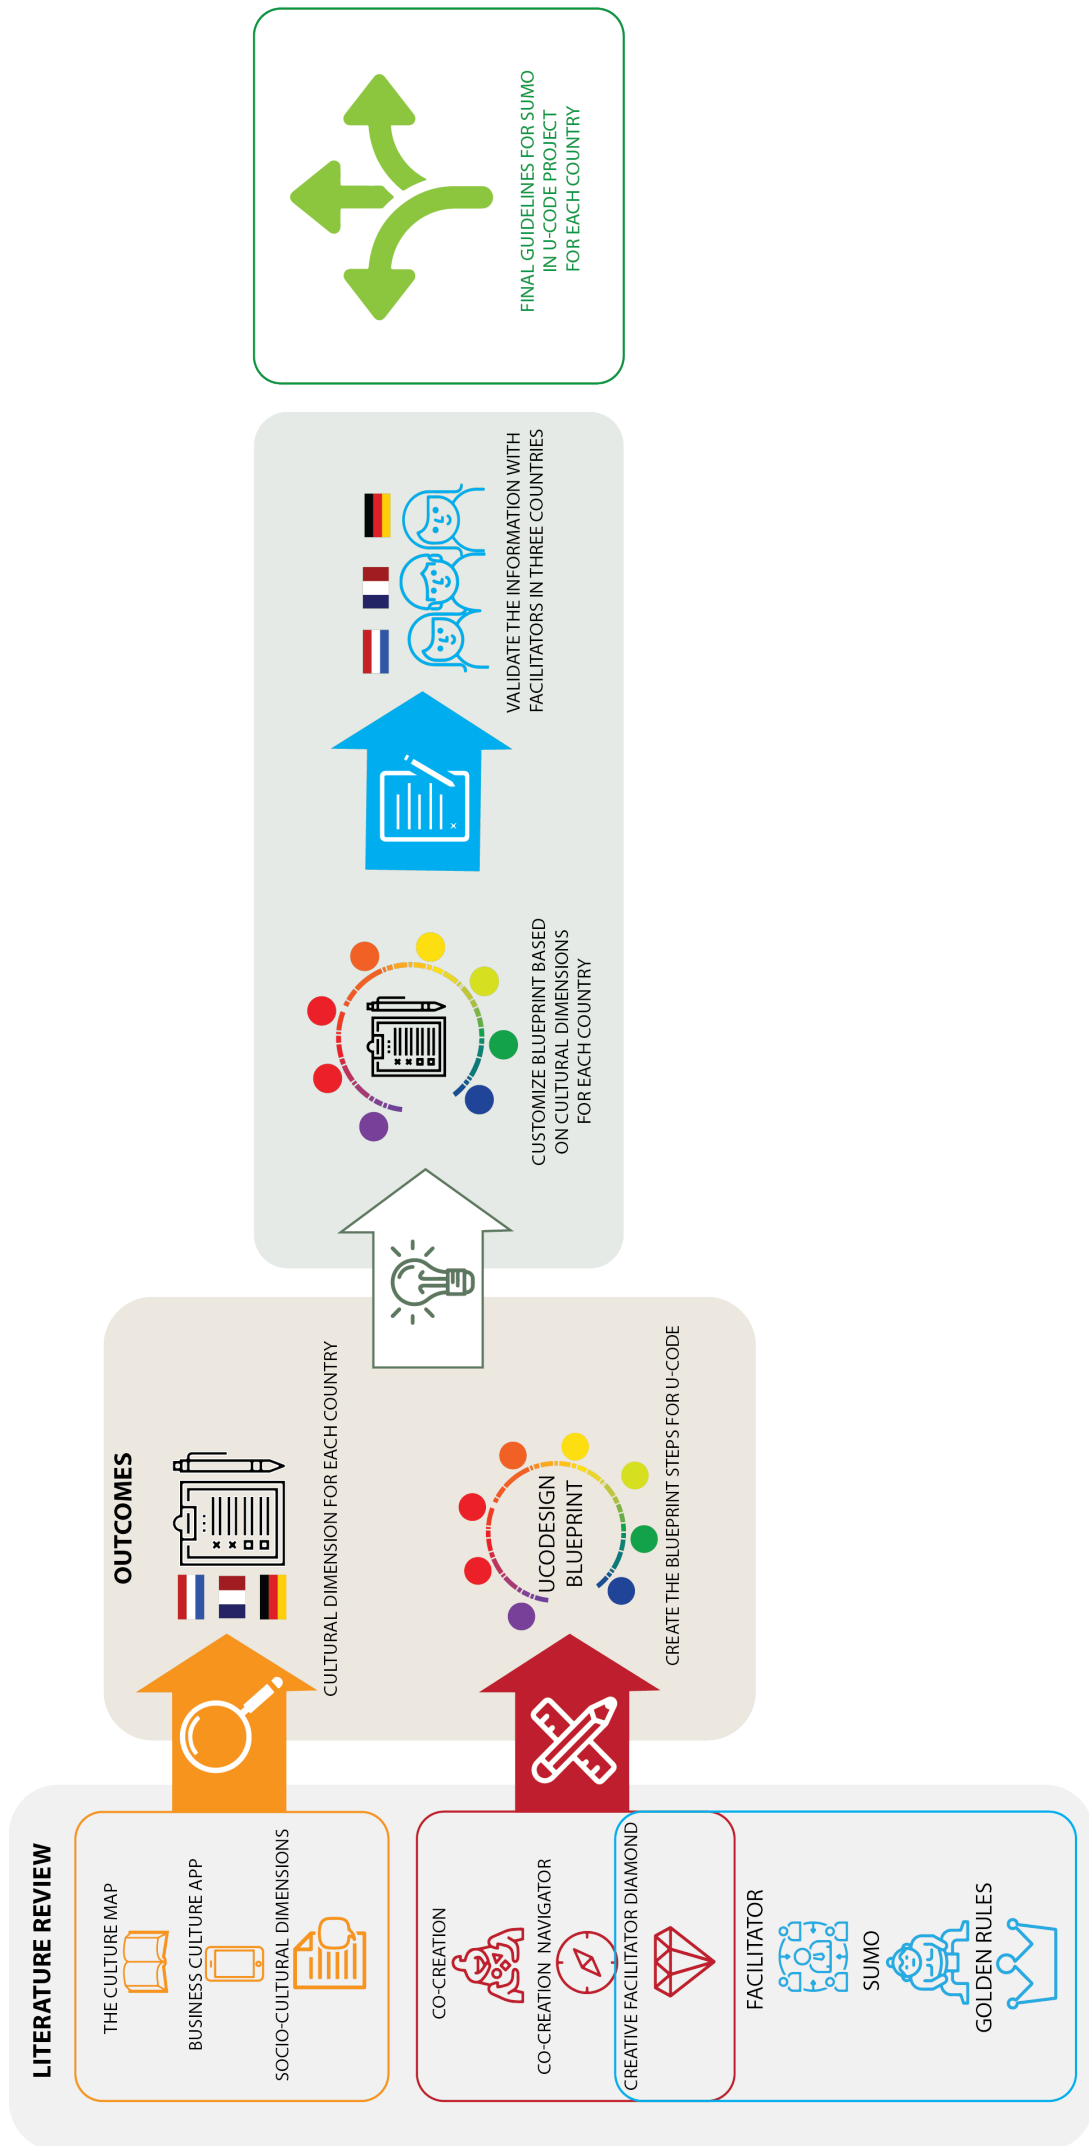 LITERATURE REVIEW
THE CULTURE MAP
BUSINESS CULTURE APP
SOCIO-CULTURAL DIMENSIONS
CO-CREATION
CO-CREATION NAVIGATOR
CREATIVE FACILITATOR DIAMOND
FACILITATOR
SUMO
GOLDEN RULES
OUTCOMES
CULTURAL DIMENSION FOR EACH COUNTRY
UCODESIGN
BLUEPRINT
CREATE THE BLUEPRINT STEPS FOR U-CODE
CUSTOMIZE BLUEPRINT BASED
ON CULTURAL DIMENSIONS
FOR EACH COUNTRY
VALIDATE THE INFORMATION WITH
FACILITATORS IN THREE COUNTRIES
FINAL GUIDELINES FOR SUMO
IN U-CODE PROJECT
FOR EACH COUNTRY